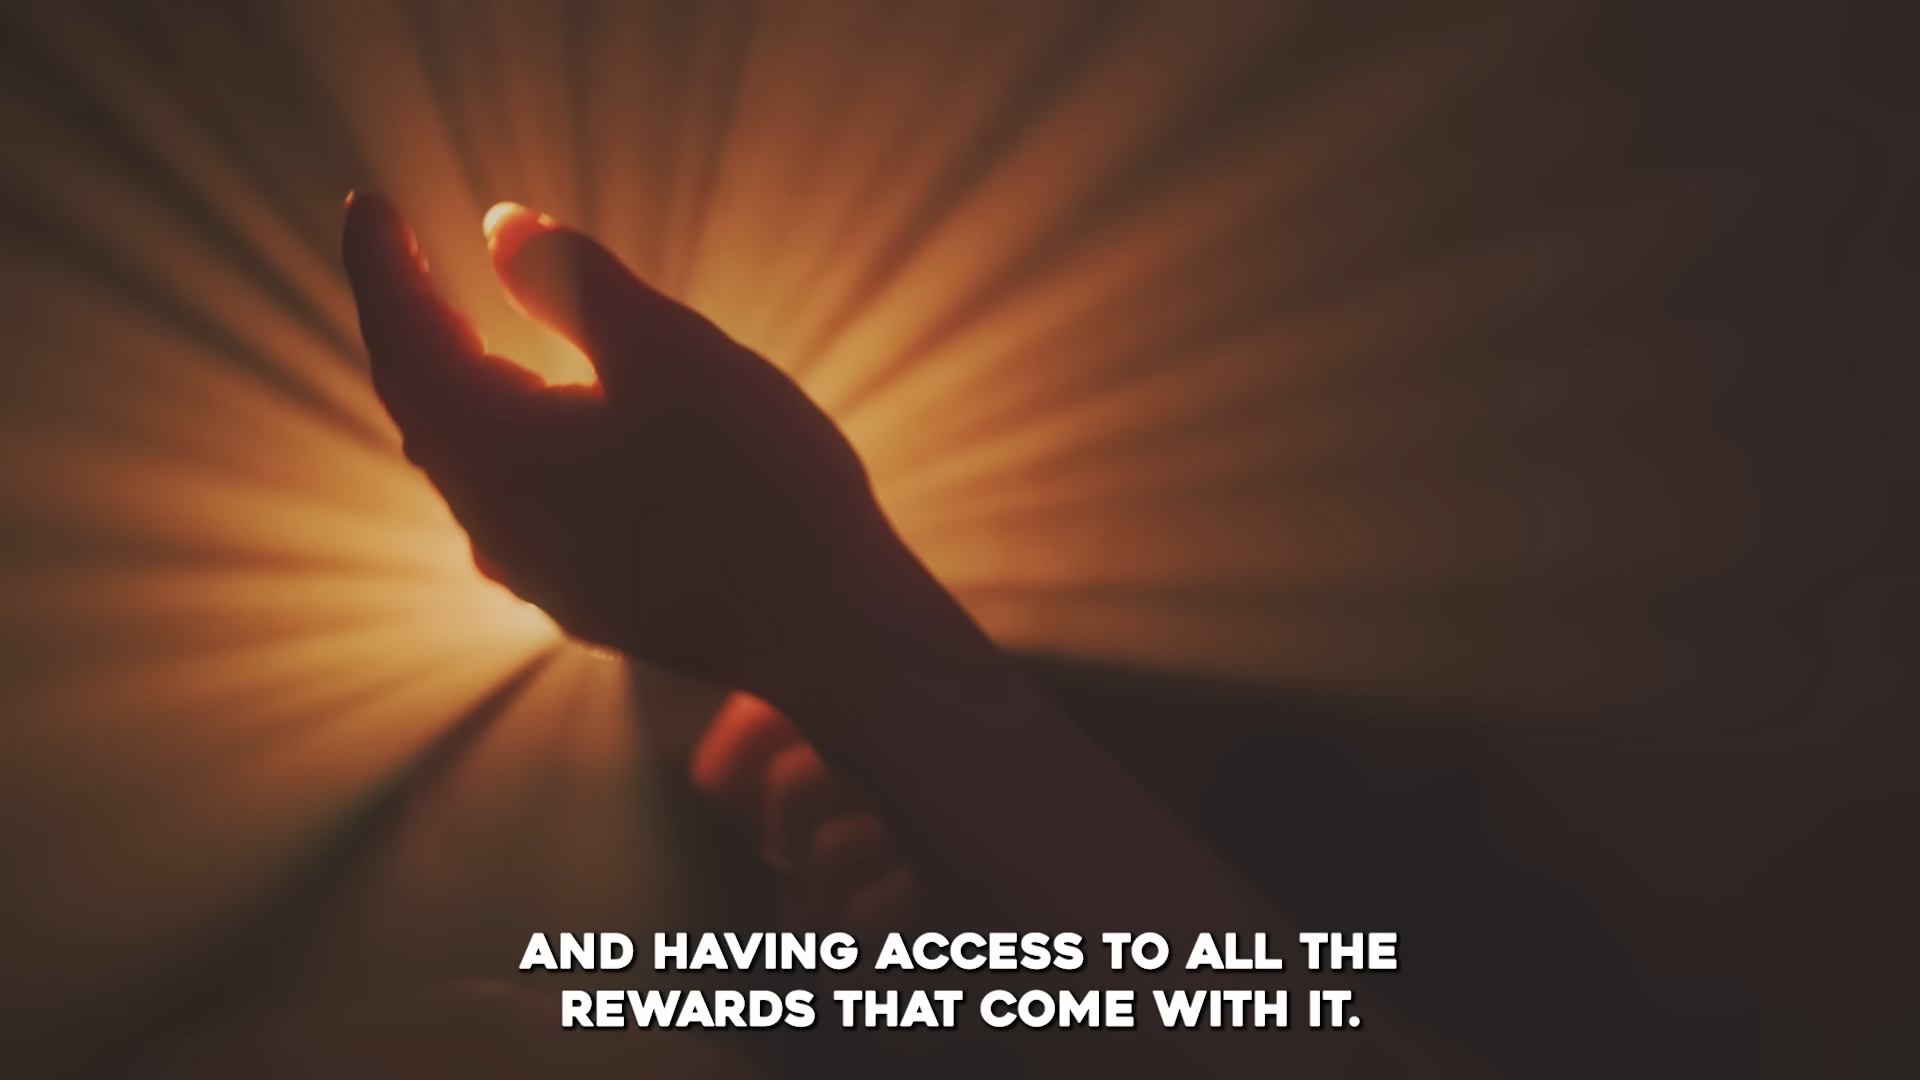 AND HAVING ACCESS TO ALL THE
REWARDS THAT COME WITH IT.